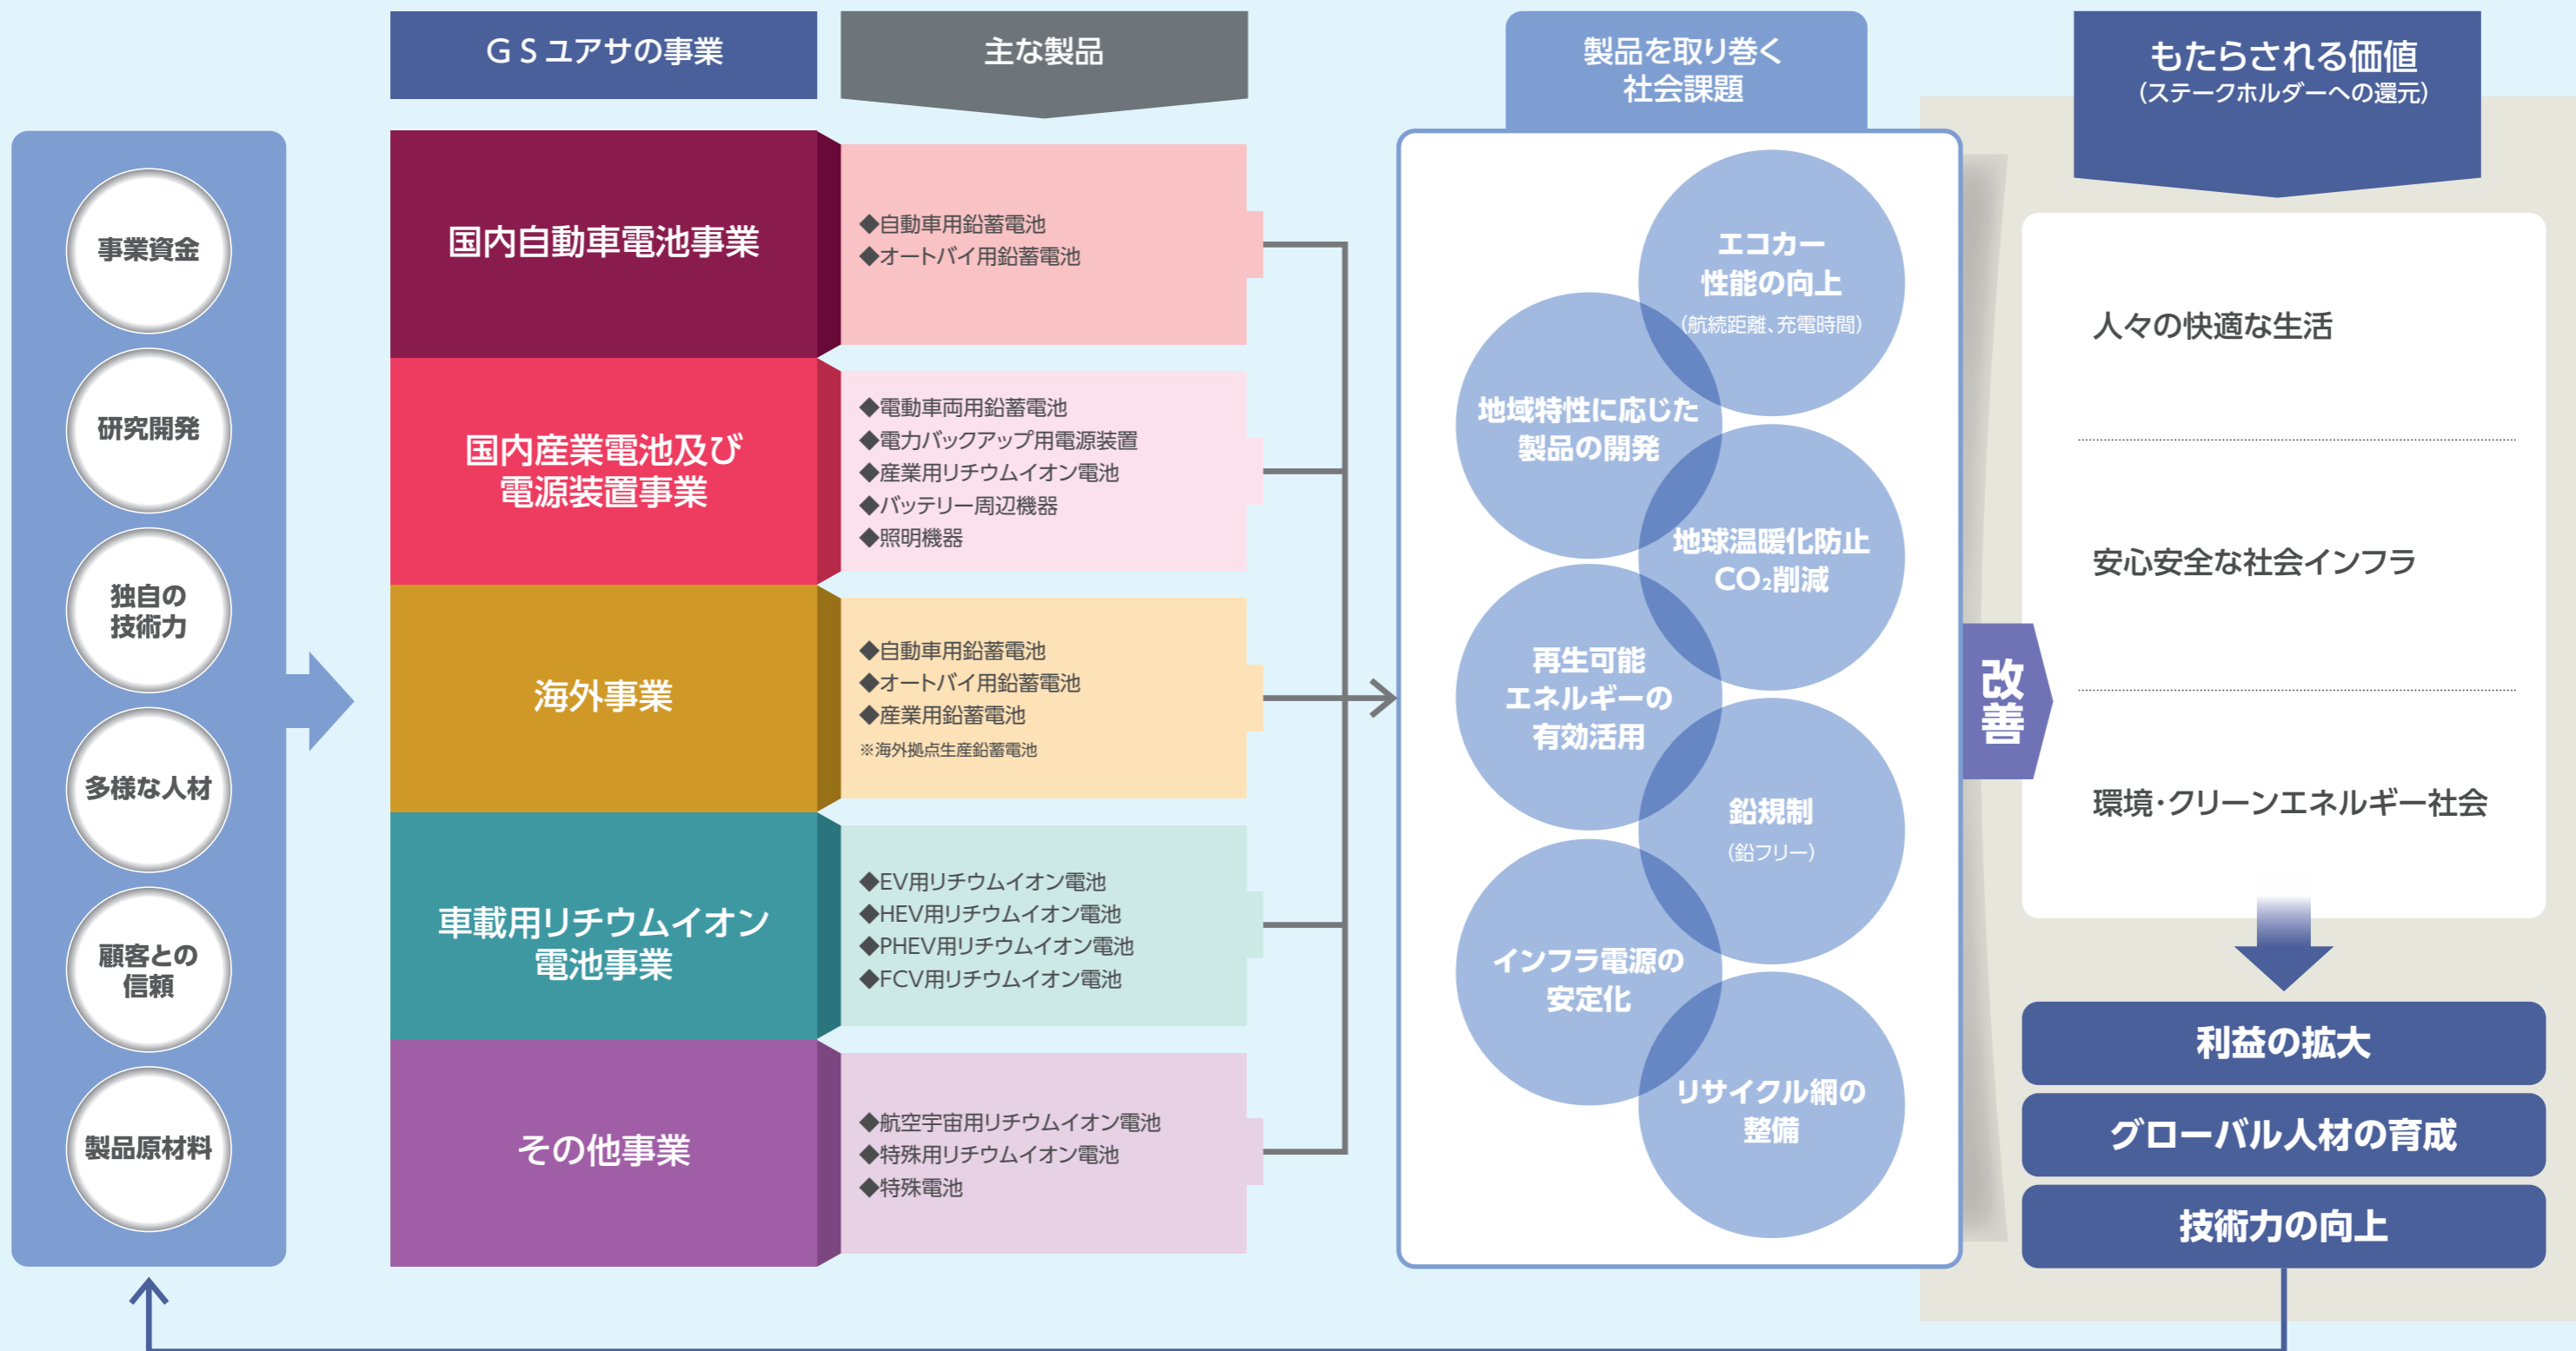 GSユアサの事業
主な製品
製品を取り巻く
社会課題
もたらされる価値
(ステークホルダーへの還元)
事業資金
研究開発
独自の
技術力
多様な人材
顧客との
信頼
製品原材料
国内自動車電池事業
◆自動車用鉛蓄電池
◆オートバイ用鉛蓄電池
国内産業電池及び
電源装置事業
◆電動車両用鉛蓄電池
◆電力バックアップ用電源装置
◆産業用リチウムイオン電池
◆バッテリー周辺機器
◆照明機器
海外事業
◆自動車用鉛蓄電池
◆オートバイ用鉛蓄電池
◆産業用鉛蓄電池
※海外拠点生産鉛蓄電池
車載用リチウムイオン
電池事業
◆EV用リチウムイオン電池
◆HEV用リチウムイオン電池
◆PHEV用リチウムイオン電池
◆FCV用リチウムイオン電池
その他事業
◆航空宇宙用リチウムイオン電池
◆特殊用リチウムイオン電池
◆特殊電池
エコカー
性能の向上
(航続距離、充電時間)
地域特性に応じた
製品の開発
地球温暖化防止
CO₂削減
再生可能
エネルギーの
有効活用
鉛規制
(鉛フリー)
インフラ電源の
安定化
リサイクル網の
整備
改善
人々の快適な生活
安心安全な社会インフラ
環境・クリーンエネルギー社会
利益の拡大
グローバル人材の育成
技術力の向上